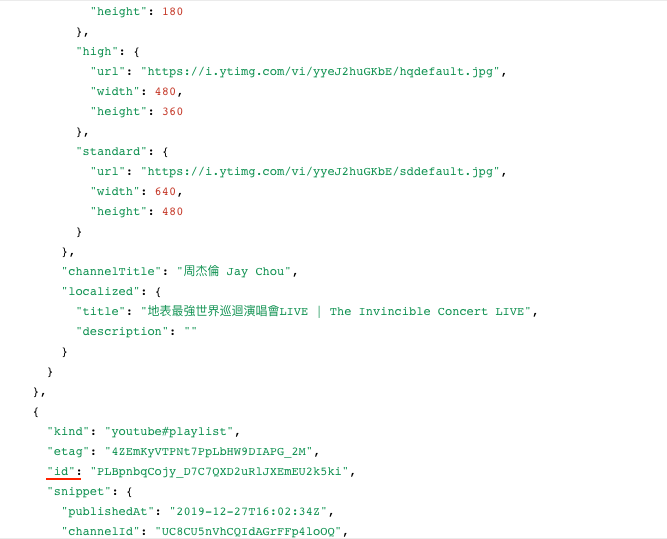 "height": 180
},
"high": {
"url": "https://i.ytimg.com/vi/yyeJ2huGKbE/hqdefault.jpg",
"width": 480,
"height": 360
},
"standard": {
"url": "https://i.ytimg.com/vi/yyeJ2huGKbE/sddefault.jpg",
"width": 640,
"height": 480
}
},
"channelTitle": "周杰倫 Jay Chou",
"localized": {
"title": "地表最強世界巡迴演唱會LIVE | The Invincible Concert LIVE",
"description": ""
}
}
},
{
"kind": "youtube#playlist",
"etag": "4ZEmKyVTPNt7PpLbHW9DIAPG_2M",
"id": "PLBpnbqCojy_D7C7QXD2uRlJXEmEU2k5ki",
"snippet": {
"publishedAt": "2019-12-27T16:02:34Z",
"channelId": "UC8CU5nVhCQIdAGrFFp4loOQ",